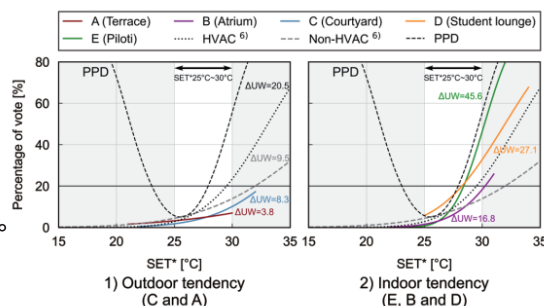 A (Terrace) B (Atrium) C (Courtyard) D (Student lounge)
E (Piloti) HVAC 6) Non-HVAC 6) PPD
Percentage of vote [%]
80
60
40
20
0
PPD
SET*25°C~30°C
ΔUW=20.5
ΔUW=9.5
ΔUW=8.3
ΔUW=3.8
15 20 25 30 35
SET* [°C]
1) Outdoor tendency
(C and A)
PPD
SET*25°C~30°C
ΔUW=45.6
ΔUW=27.1
ΔUW=16.8
15 20 25 30 35
SET* [°C]
2) Indoor tendency
(E, B and D)